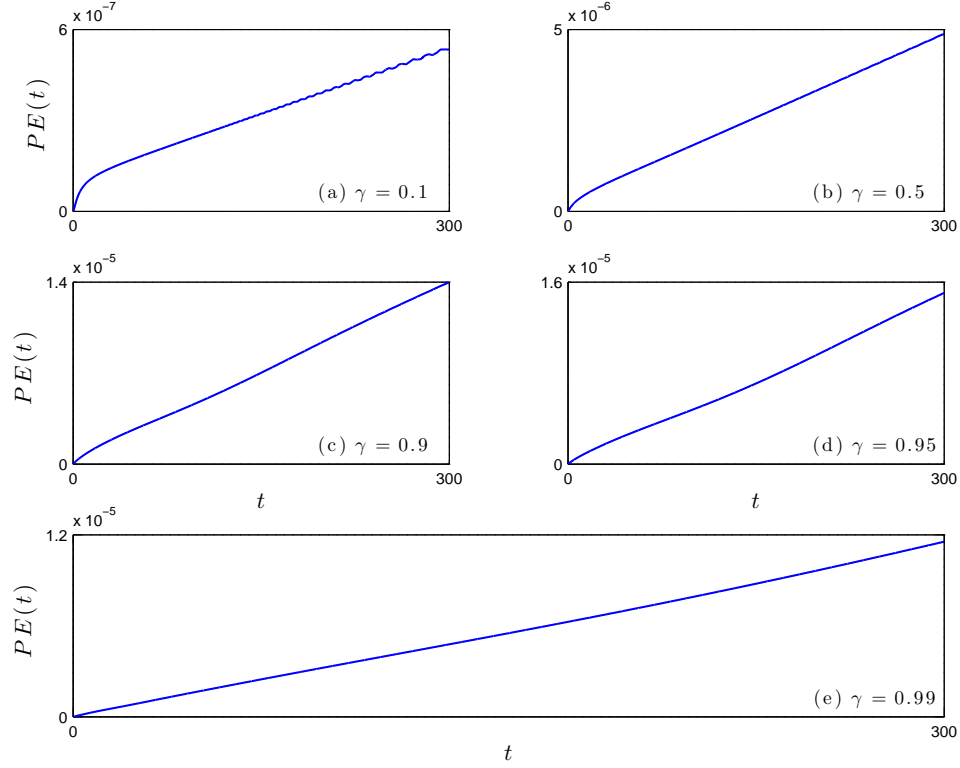 x 10⁻⁷
6
PE(t)
0
0 300
(a) γ = 0.1
x 10⁻⁶
5
0
0 300
(b) γ = 0.5
x 10⁻⁵
1.4
PE(t)
0
0 300
(c) γ = 0.9
t
x 10⁻⁵
1.6
0
0 300
(d) γ = 0.95
t
x 10⁻⁵
1.2
PE(t)
0
0 300
(e) γ = 0.99
t